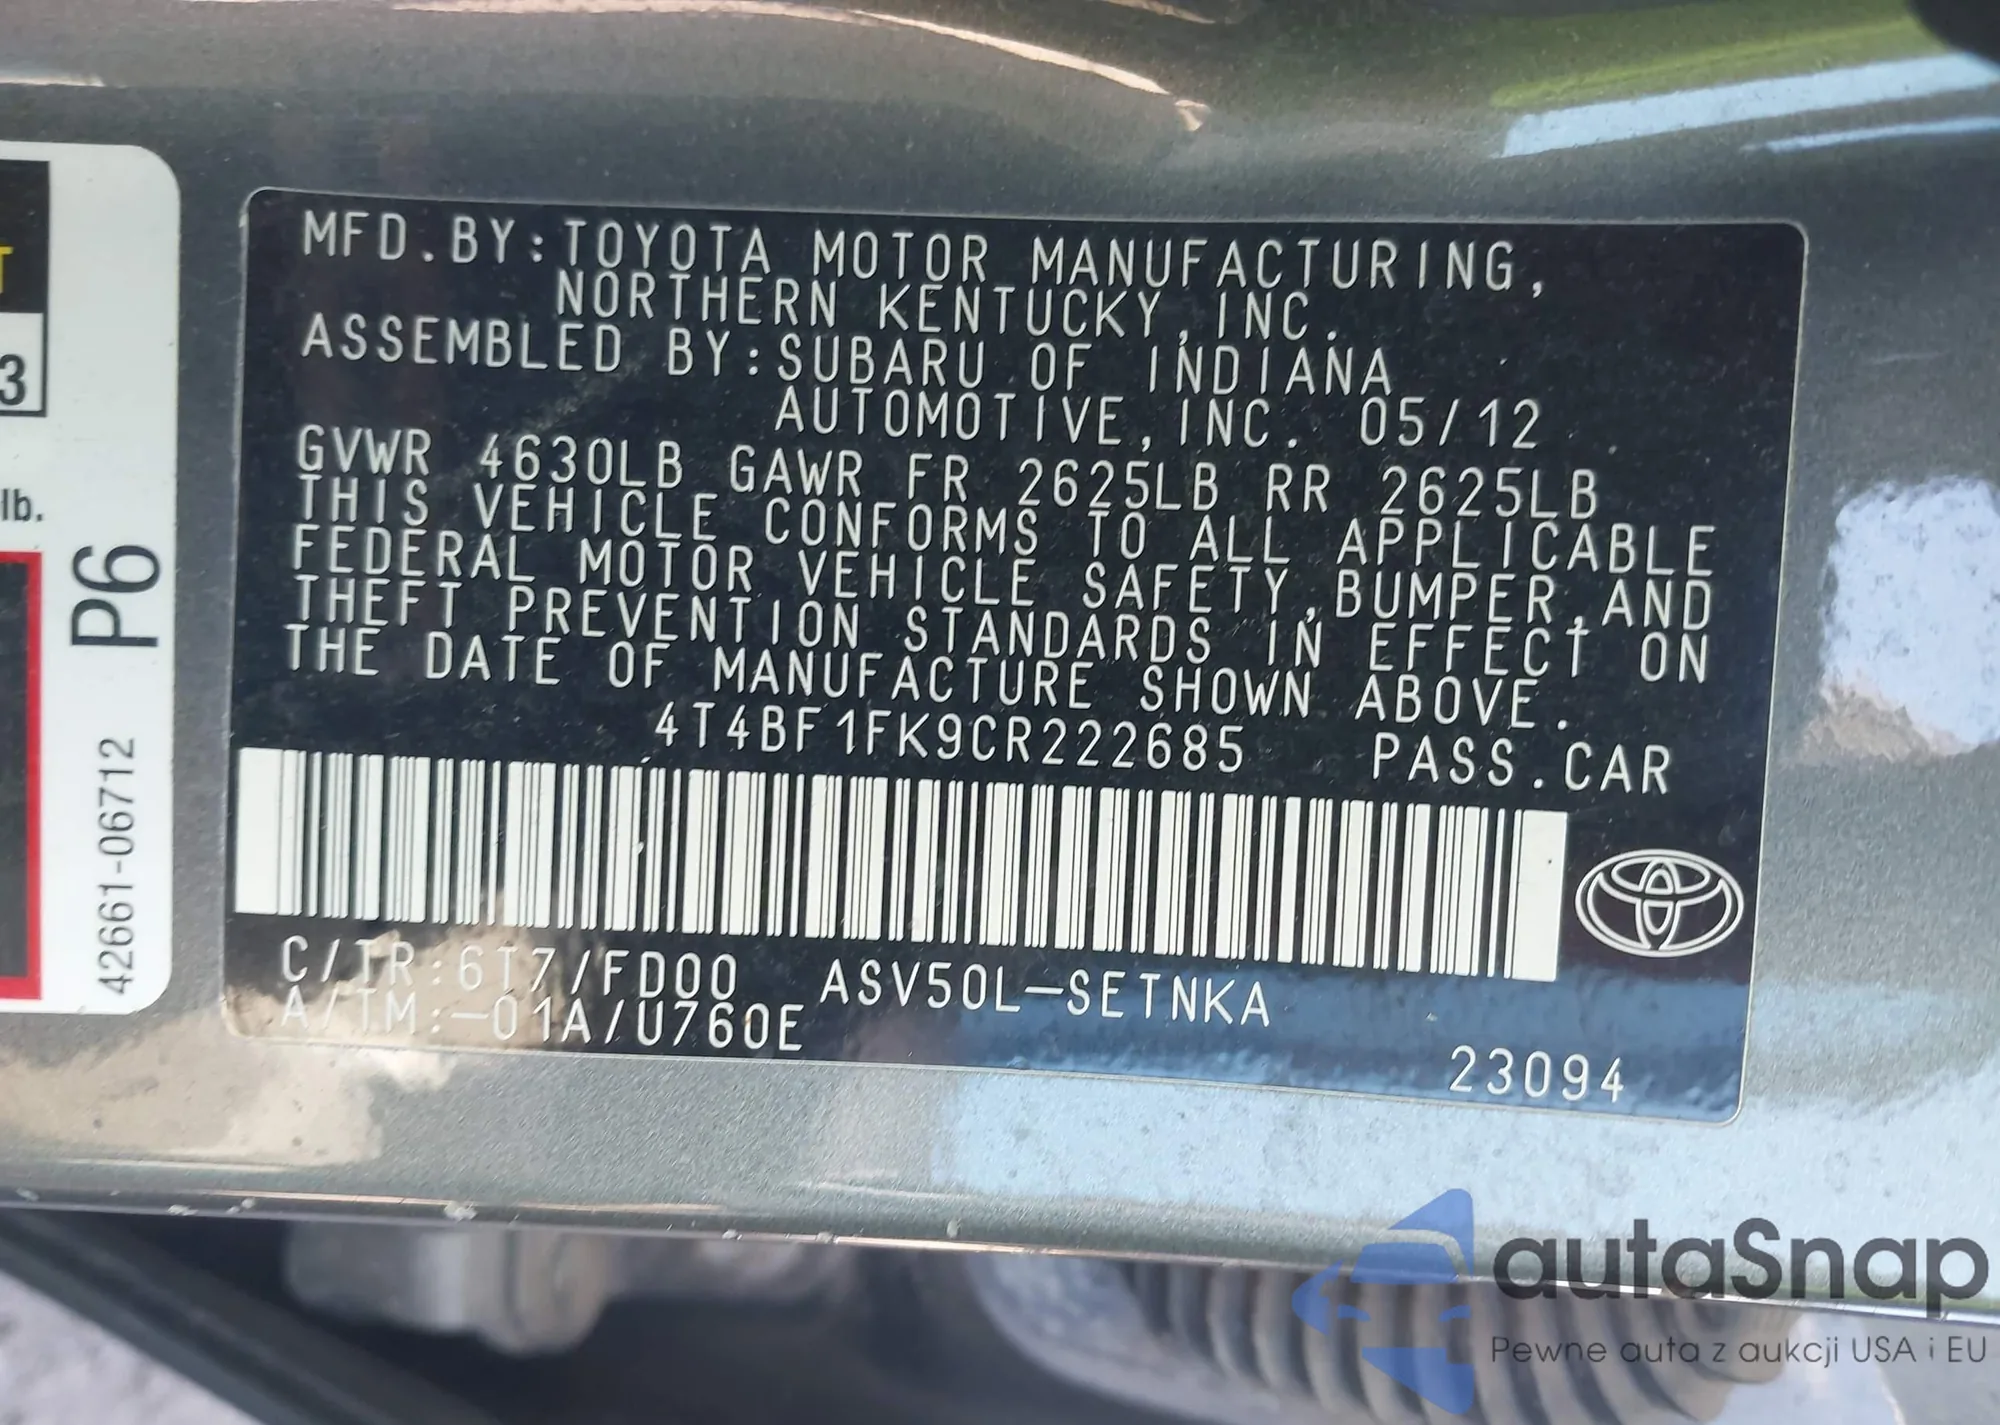 T
3
lb.
P6
42661-06712
MFD.BY:TOYOTA MOTOR MANUFACTURING,
NORTHERN KENTUCKY,INC.
ASSEMBLED BY:SUBARU OF INDIANA
AUTOMOTIVE,INC. 05/12
GVWR 4630LB GAWR FR 2625LB RR 2625LB
THIS VEHICLE CONFORMS TO ALL APPLICABLE
FEDERAL MOTOR VEHICLE SAFETY,BUMPER,AND
THEFT PREVENTION STANDARDS IN EFFECT ON
THE DATE OF MANUFACTURE SHOWN ABOVE.
4T4BF1FK9CR222685 PASS.CAR
C/TR:6T7/FD00 ASV50L-SETNKA
A/TM:-01A/U760E
23094
autaSnap
Pewne auta z aukcji USA i EU